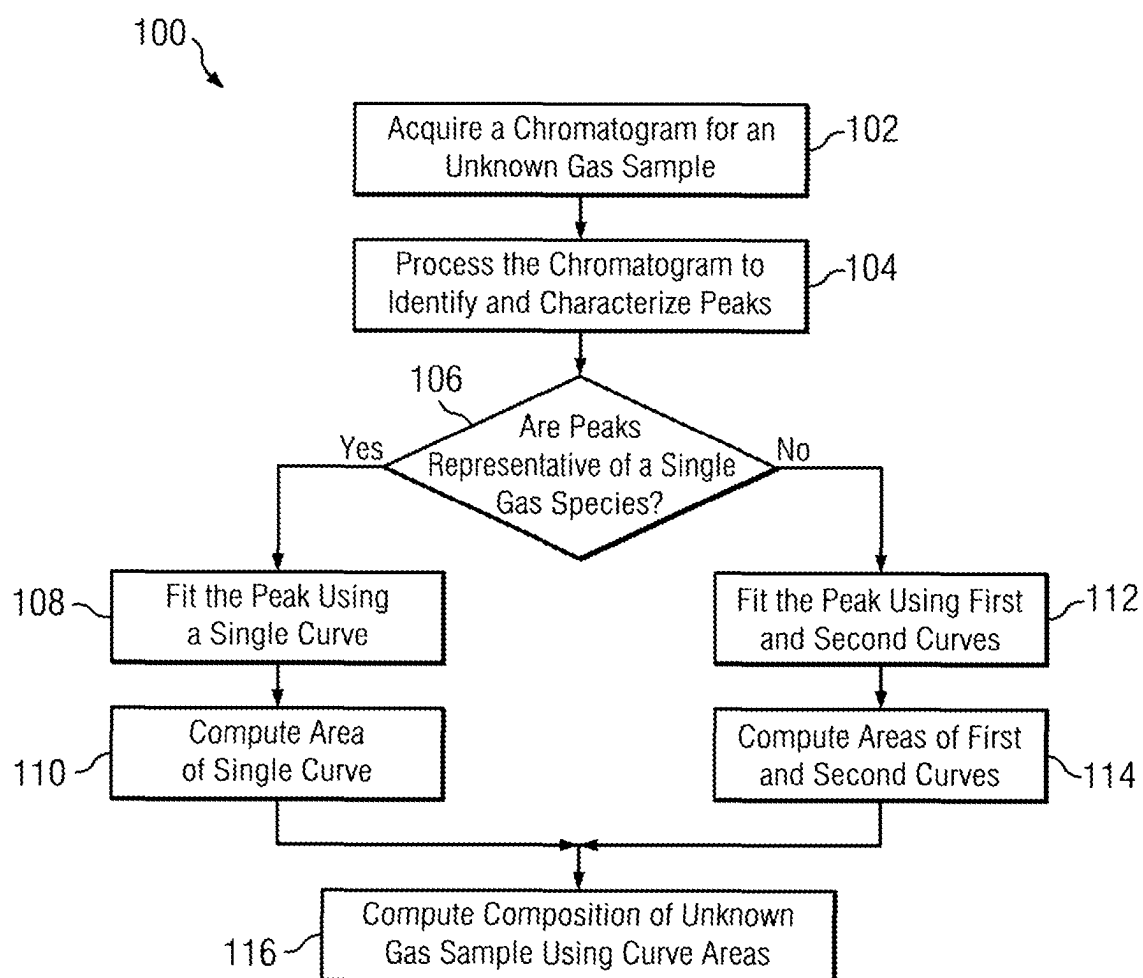 100
Acquire a Chromatogram for an
Unknown Gas Sample
102
Process the Chromatogram to
Identify and Characterize Peaks
104
106
Are Peaks
Representative of a Single
Gas Species?
Yes
No
108
Fit the Peak Using
a Single Curve
Fit the Peak Using First
and Second Curves
112
110
Compute Area
of Single Curve
Compute Areas of First
and Second Curves
114
116
Compute Composition of Unknown
Gas Sample Using Curve Areas